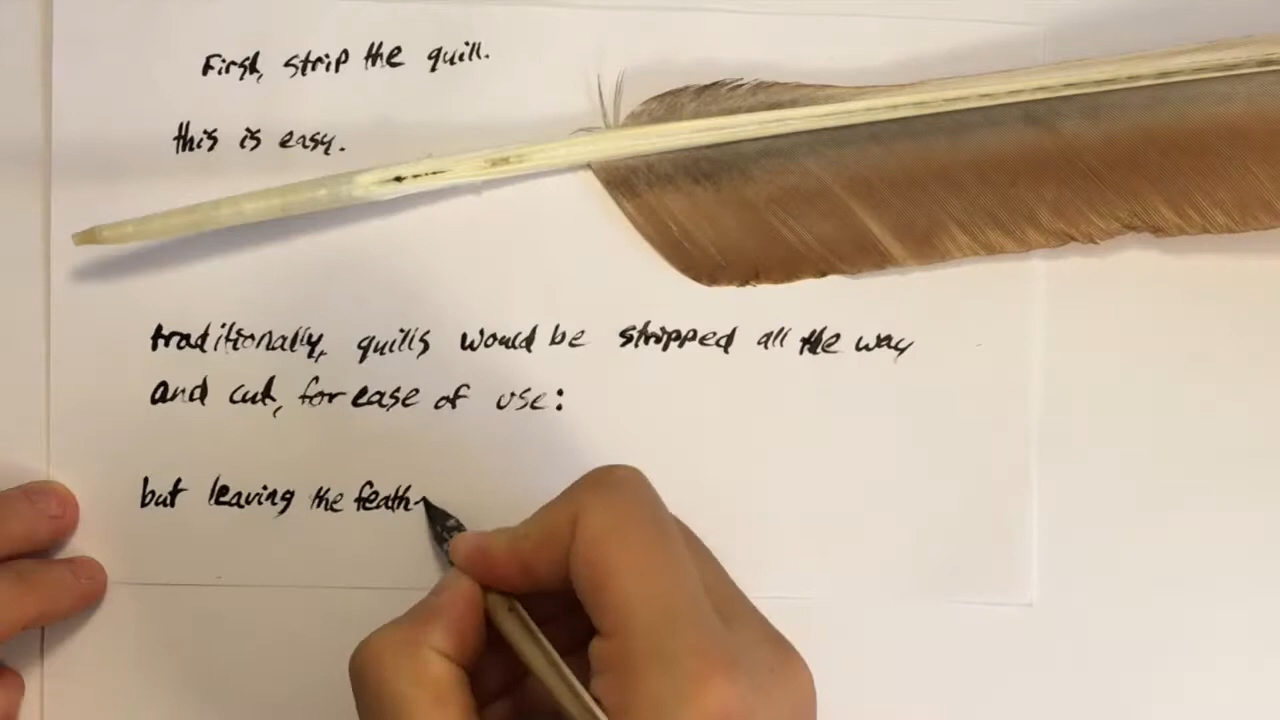 First, strip the quill.
this is easy.
traditionally, quills would be stripped all the way
and cut, for ease of use:
but leaving the feath